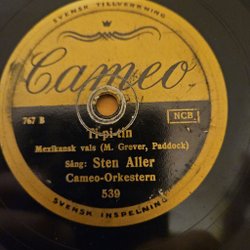 SVENSK TILLVERKNING
Cameo
767 B
NCB
Ti-pi-tin
Mexikansk vals (M. Grover, Paddock)
Sång: Sten Aller
Cameo-Orkestern
539
SVENSK INSPELNING